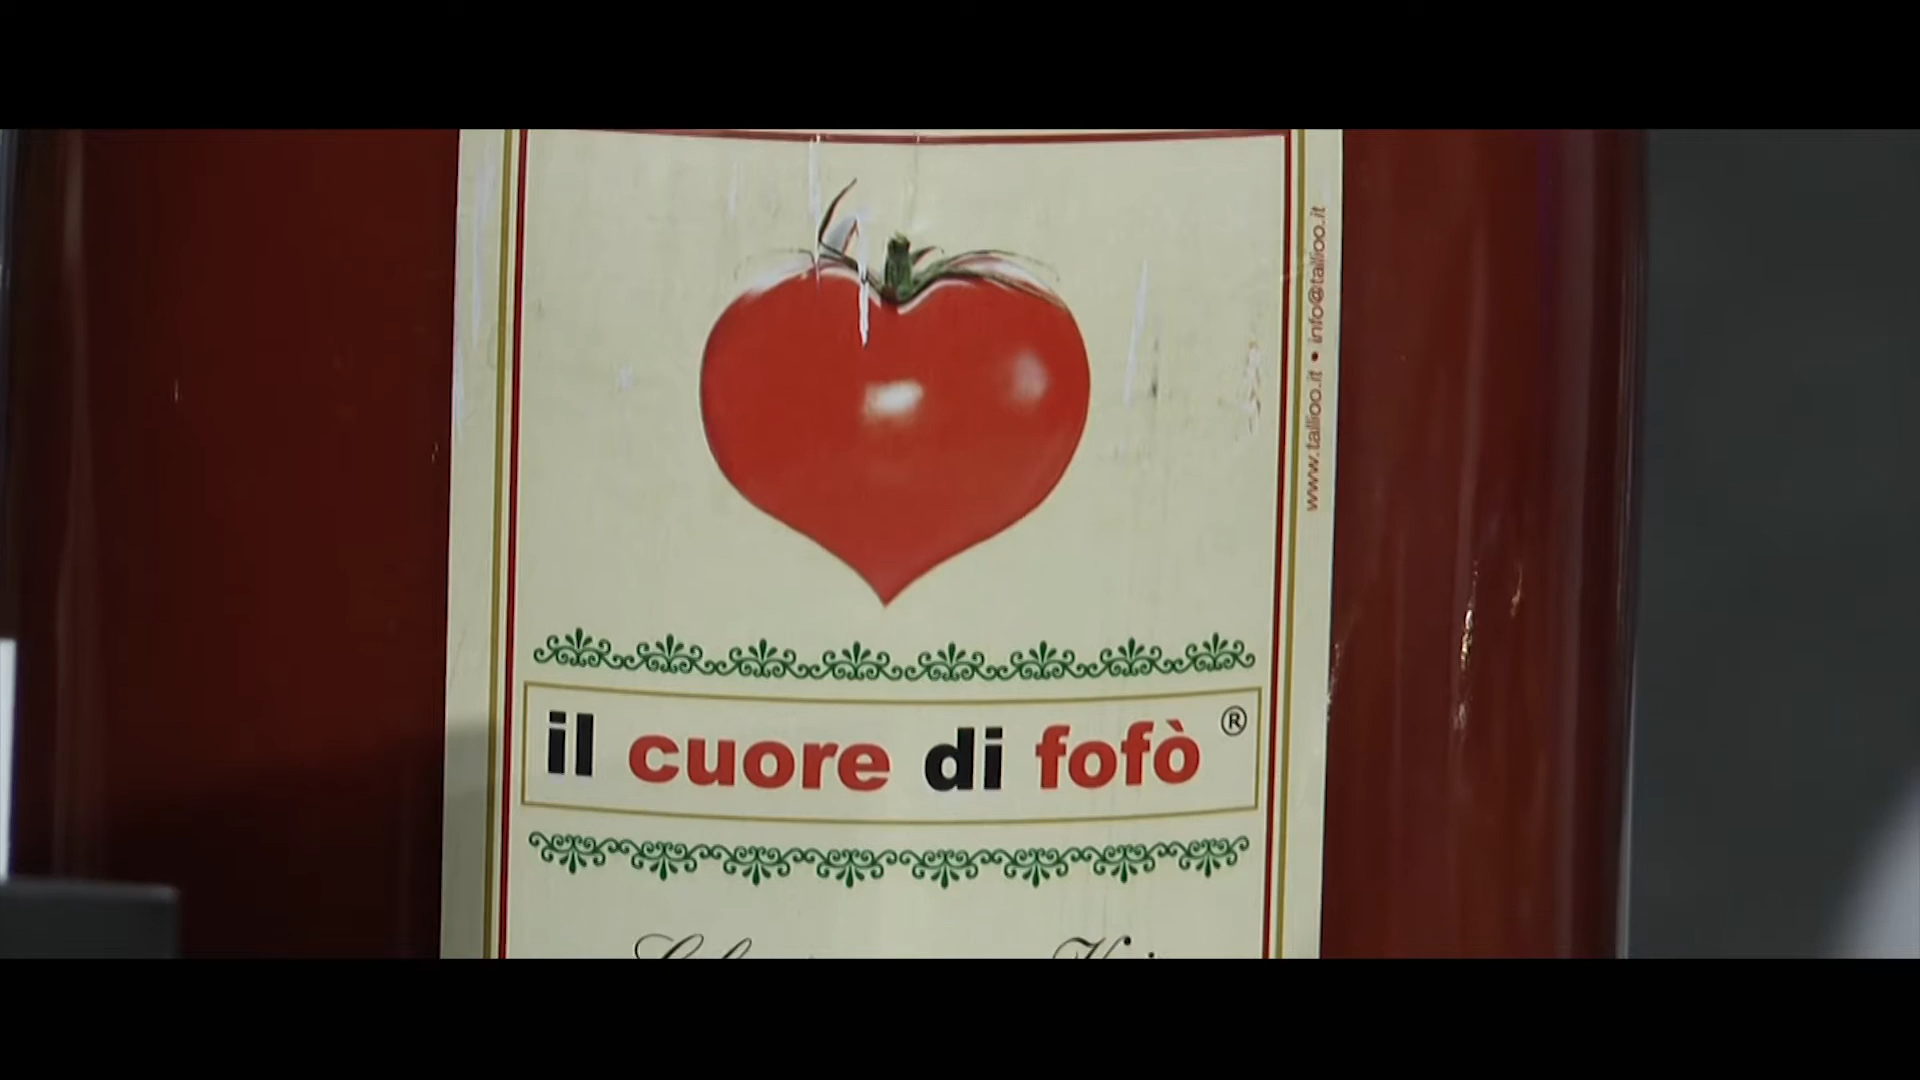 il cuore di fofò ®
www.tallioo.it • info@tallioo.it